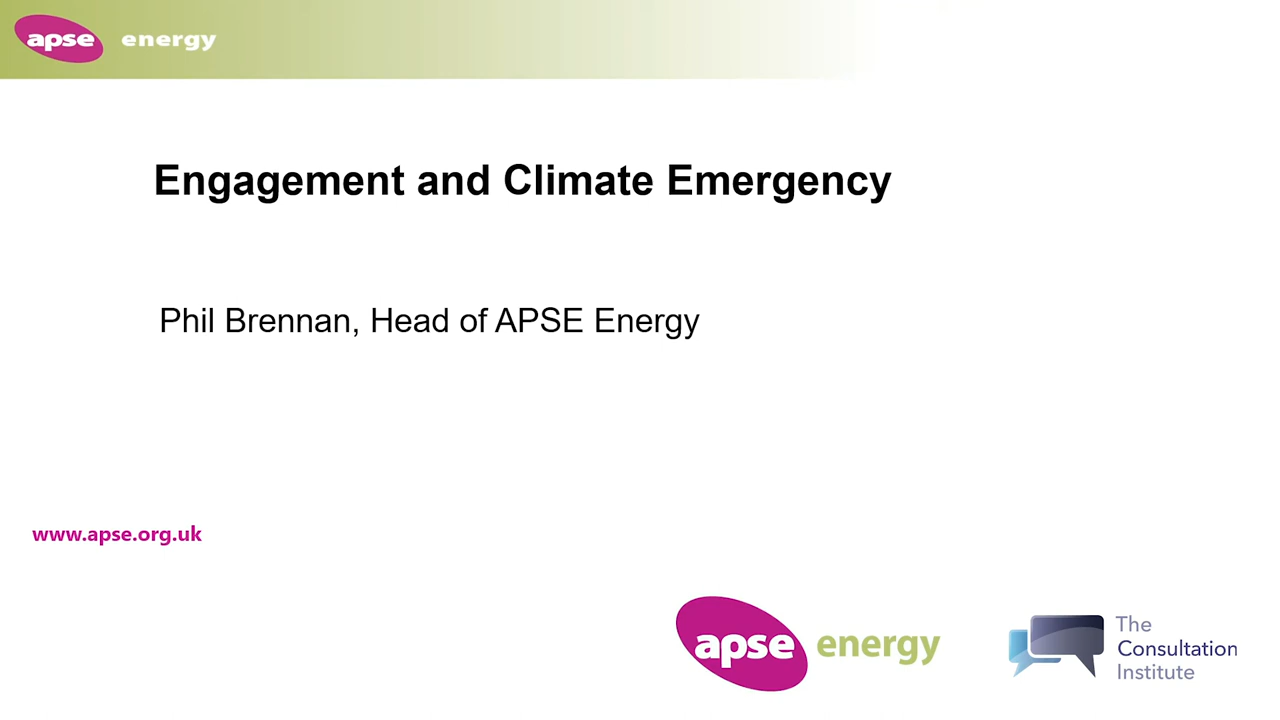 apse energy
Engagement and Climate Emergency
Phil Brennan, Head of APSE Energy
www.apse.org.uk
apse energy
The
Consultation
Institute